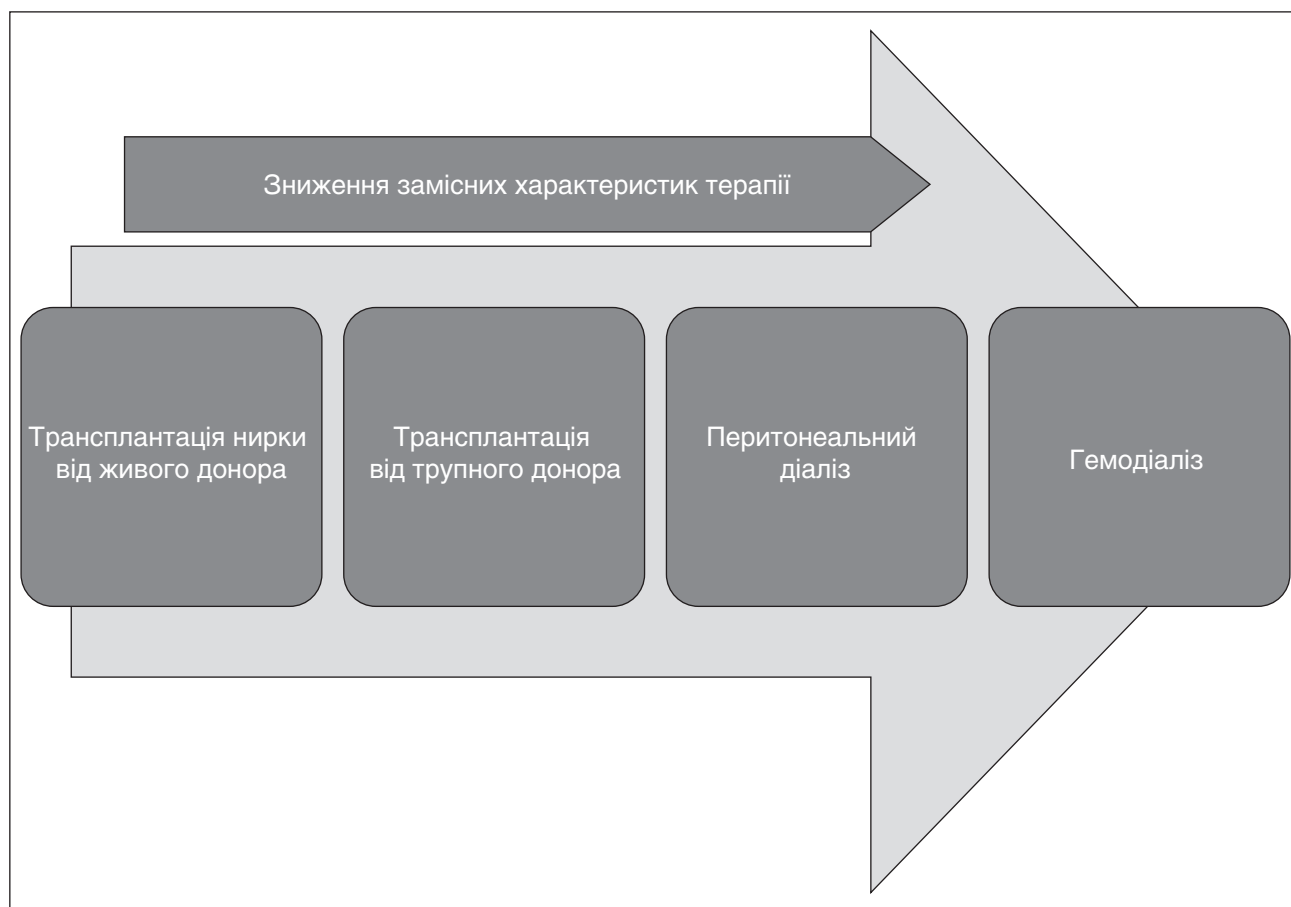 Зниження замісних характеристик терапії
Трансплантація нирки
від живого донора
Трансплантація
від трупного донора
Перитонеальний
діаліз
Гемодіаліз